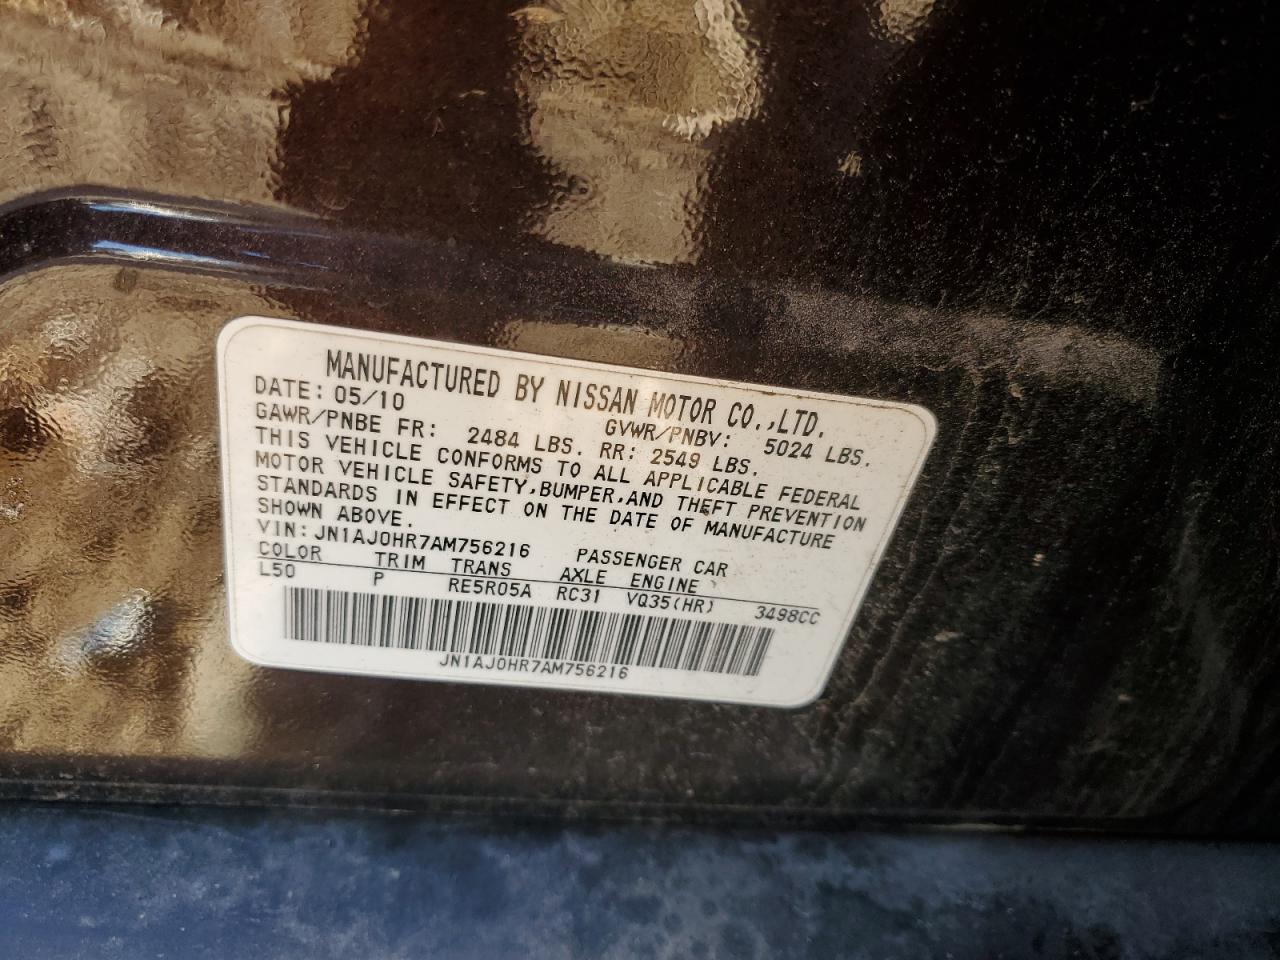 MANUFACTURED BY NISSAN MOTOR CO.,LTD.
DATE: 05/10 GVWR/PNBV: 5024 LBS.
GAWR/PNBE FR: 2484 LBS. RR: 2549 LBS.
THIS VEHICLE CONFORMS TO ALL APPLICABLE FEDERAL
MOTOR VEHICLE SAFETY,BUMPER,AND THEFT PREVENTION
STANDARDS IN EFFECT ON THE DATE OF MANUFACTURE
SHOWN ABOVE.
VIN:JN1AJ0HR7AM756216 PASSENGER CAR
COLOR TRIM TRANS AXLE ENGINE
L50 P RE5R05A RC31 VQ35(HR) 3498CC
JN1AJ0HR7AM756216